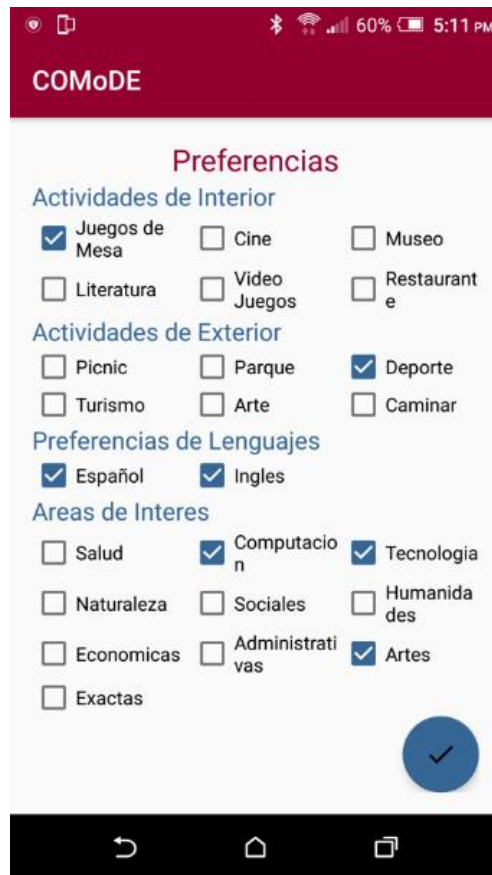 60% 5:11 PM
COMoDE
Preferencias
Actividades de Interior
Juegos de
Mesa
Cine
Museo
Literatura
Video
Juegos
Restaurant
e
Actividades de Exterior
Picnic
Parque
Deporte
Turismo
Arte
Caminar
Preferencias de Lenguajes
Español
Ingles
Areas de Interes
Salud
Computacio
n
Tecnologia
Naturaleza
Sociales
Humanida
des
Economicas
Administrati
vas
Artes
Exactas